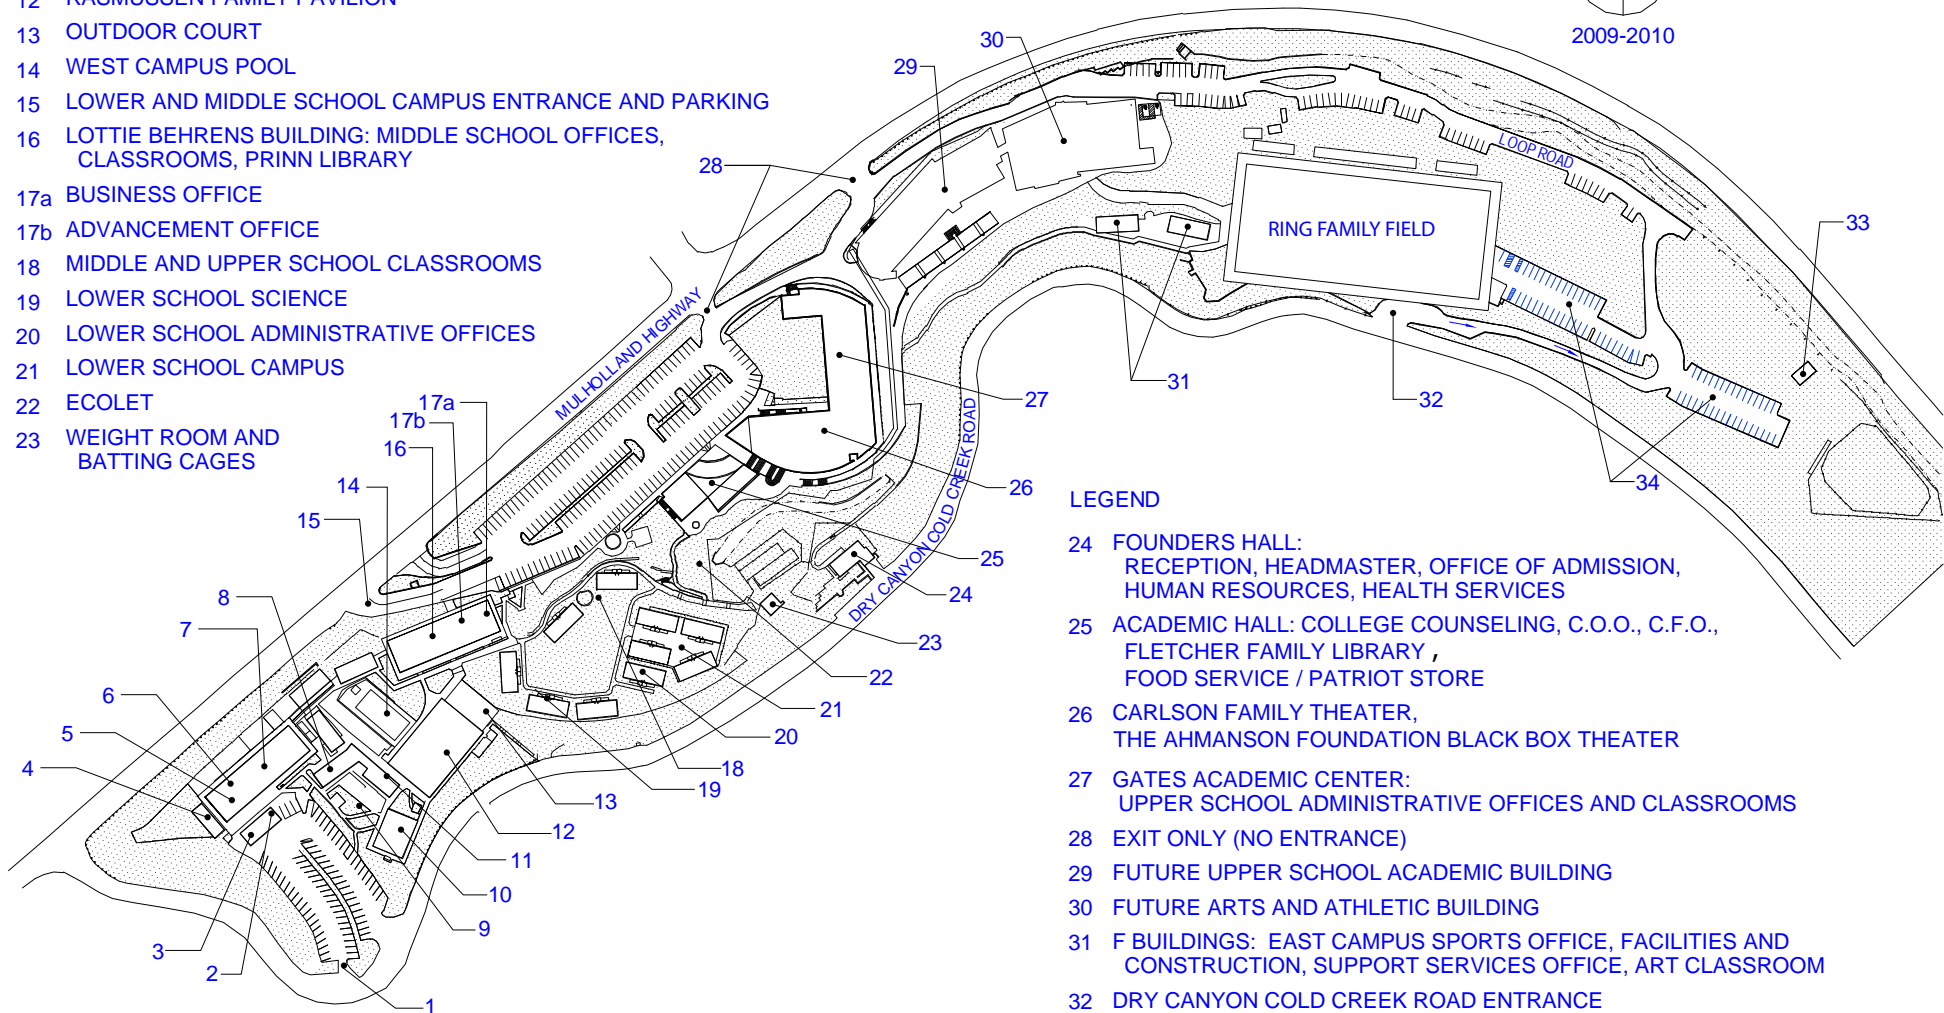 12 RASMUSSEN FAMILY PAVILION
13 OUTDOOR COURT
14 WEST CAMPUS POOL
15 LOWER AND MIDDLE SCHOOL CAMPUS ENTRANCE AND PARKING
16 LOTTIE BEHRENS BUILDING: MIDDLE SCHOOL OFFICES,
CLASSROOMS, PRINN LIBRARY
17a BUSINESS OFFICE
17b ADVANCEMENT OFFICE
18 MIDDLE AND UPPER SCHOOL CLASSROOMS
19 LOWER SCHOOL SCIENCE
20 LOWER SCHOOL ADMINISTRATIVE OFFICES
21 LOWER SCHOOL CAMPUS
22 ECOLET
23 WEIGHT ROOM AND
BATTING CAGES
2009-2010
30
29
28
LOOP ROAD
RING FAMILY FIELD
33
MULHOLLAND HIGHWAY
31
32
27
17a
17b
16
26
34
14
15
DRY CANYON COLD CREEK ROAD
25
24
8
7
23
22
6
21
5
20
4
18
19
13
12
11
10
9
3
2
1
LEGEND
24 FOUNDERS HALL:
RECEPTION, HEADMASTER, OFFICE OF ADMISSION,
HUMAN RESOURCES, HEALTH SERVICES
25 ACADEMIC HALL: COLLEGE COUNSELING, C.O.O., C.F.O.,
FLETCHER FAMILY LIBRARY ,
FOOD SERVICE / PATRIOT STORE
26 CARLSON FAMILY THEATER,
THE AHMANSON FOUNDATION BLACK BOX THEATER
27 GATES ACADEMIC CENTER:
UPPER SCHOOL ADMINISTRATIVE OFFICES AND CLASSROOMS
28 EXIT ONLY (NO ENTRANCE)
29 FUTURE UPPER SCHOOL ACADEMIC BUILDING
30 FUTURE ARTS AND ATHLETIC BUILDING
31 F BUILDINGS: EAST CAMPUS SPORTS OFFICE, FACILITIES AND
CONSTRUCTION, SUPPORT SERVICES OFFICE, ART CLASSROOM
32 DRY CANYON COLD CREEK ROAD ENTRANCE